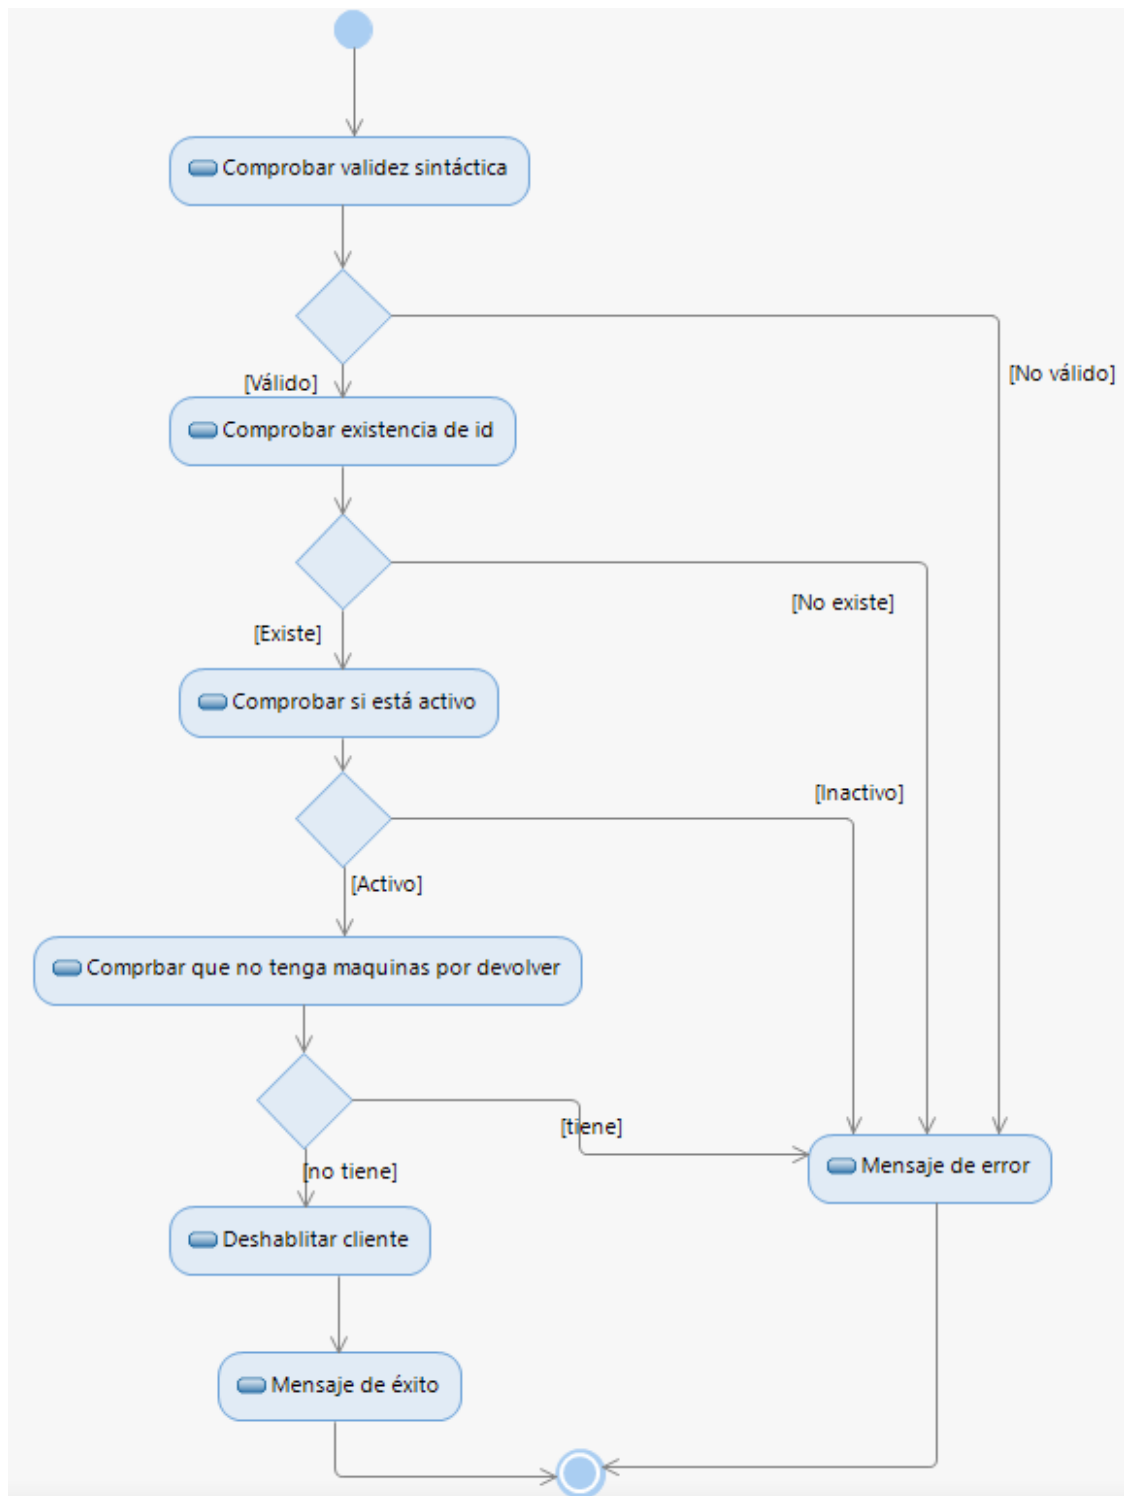 Comprobar validez sintáctica
[Válido]
[No válido]
Comprobar existencia de id
[No existe]
[Existe]
Comprobar si está activo
[Inactivo]
[Activo]
Comprbar que no tenga maquinas por devolver
[tiene]
[no tiene]
Mensaje de error
Deshablitar cliente
Mensaje de éxito